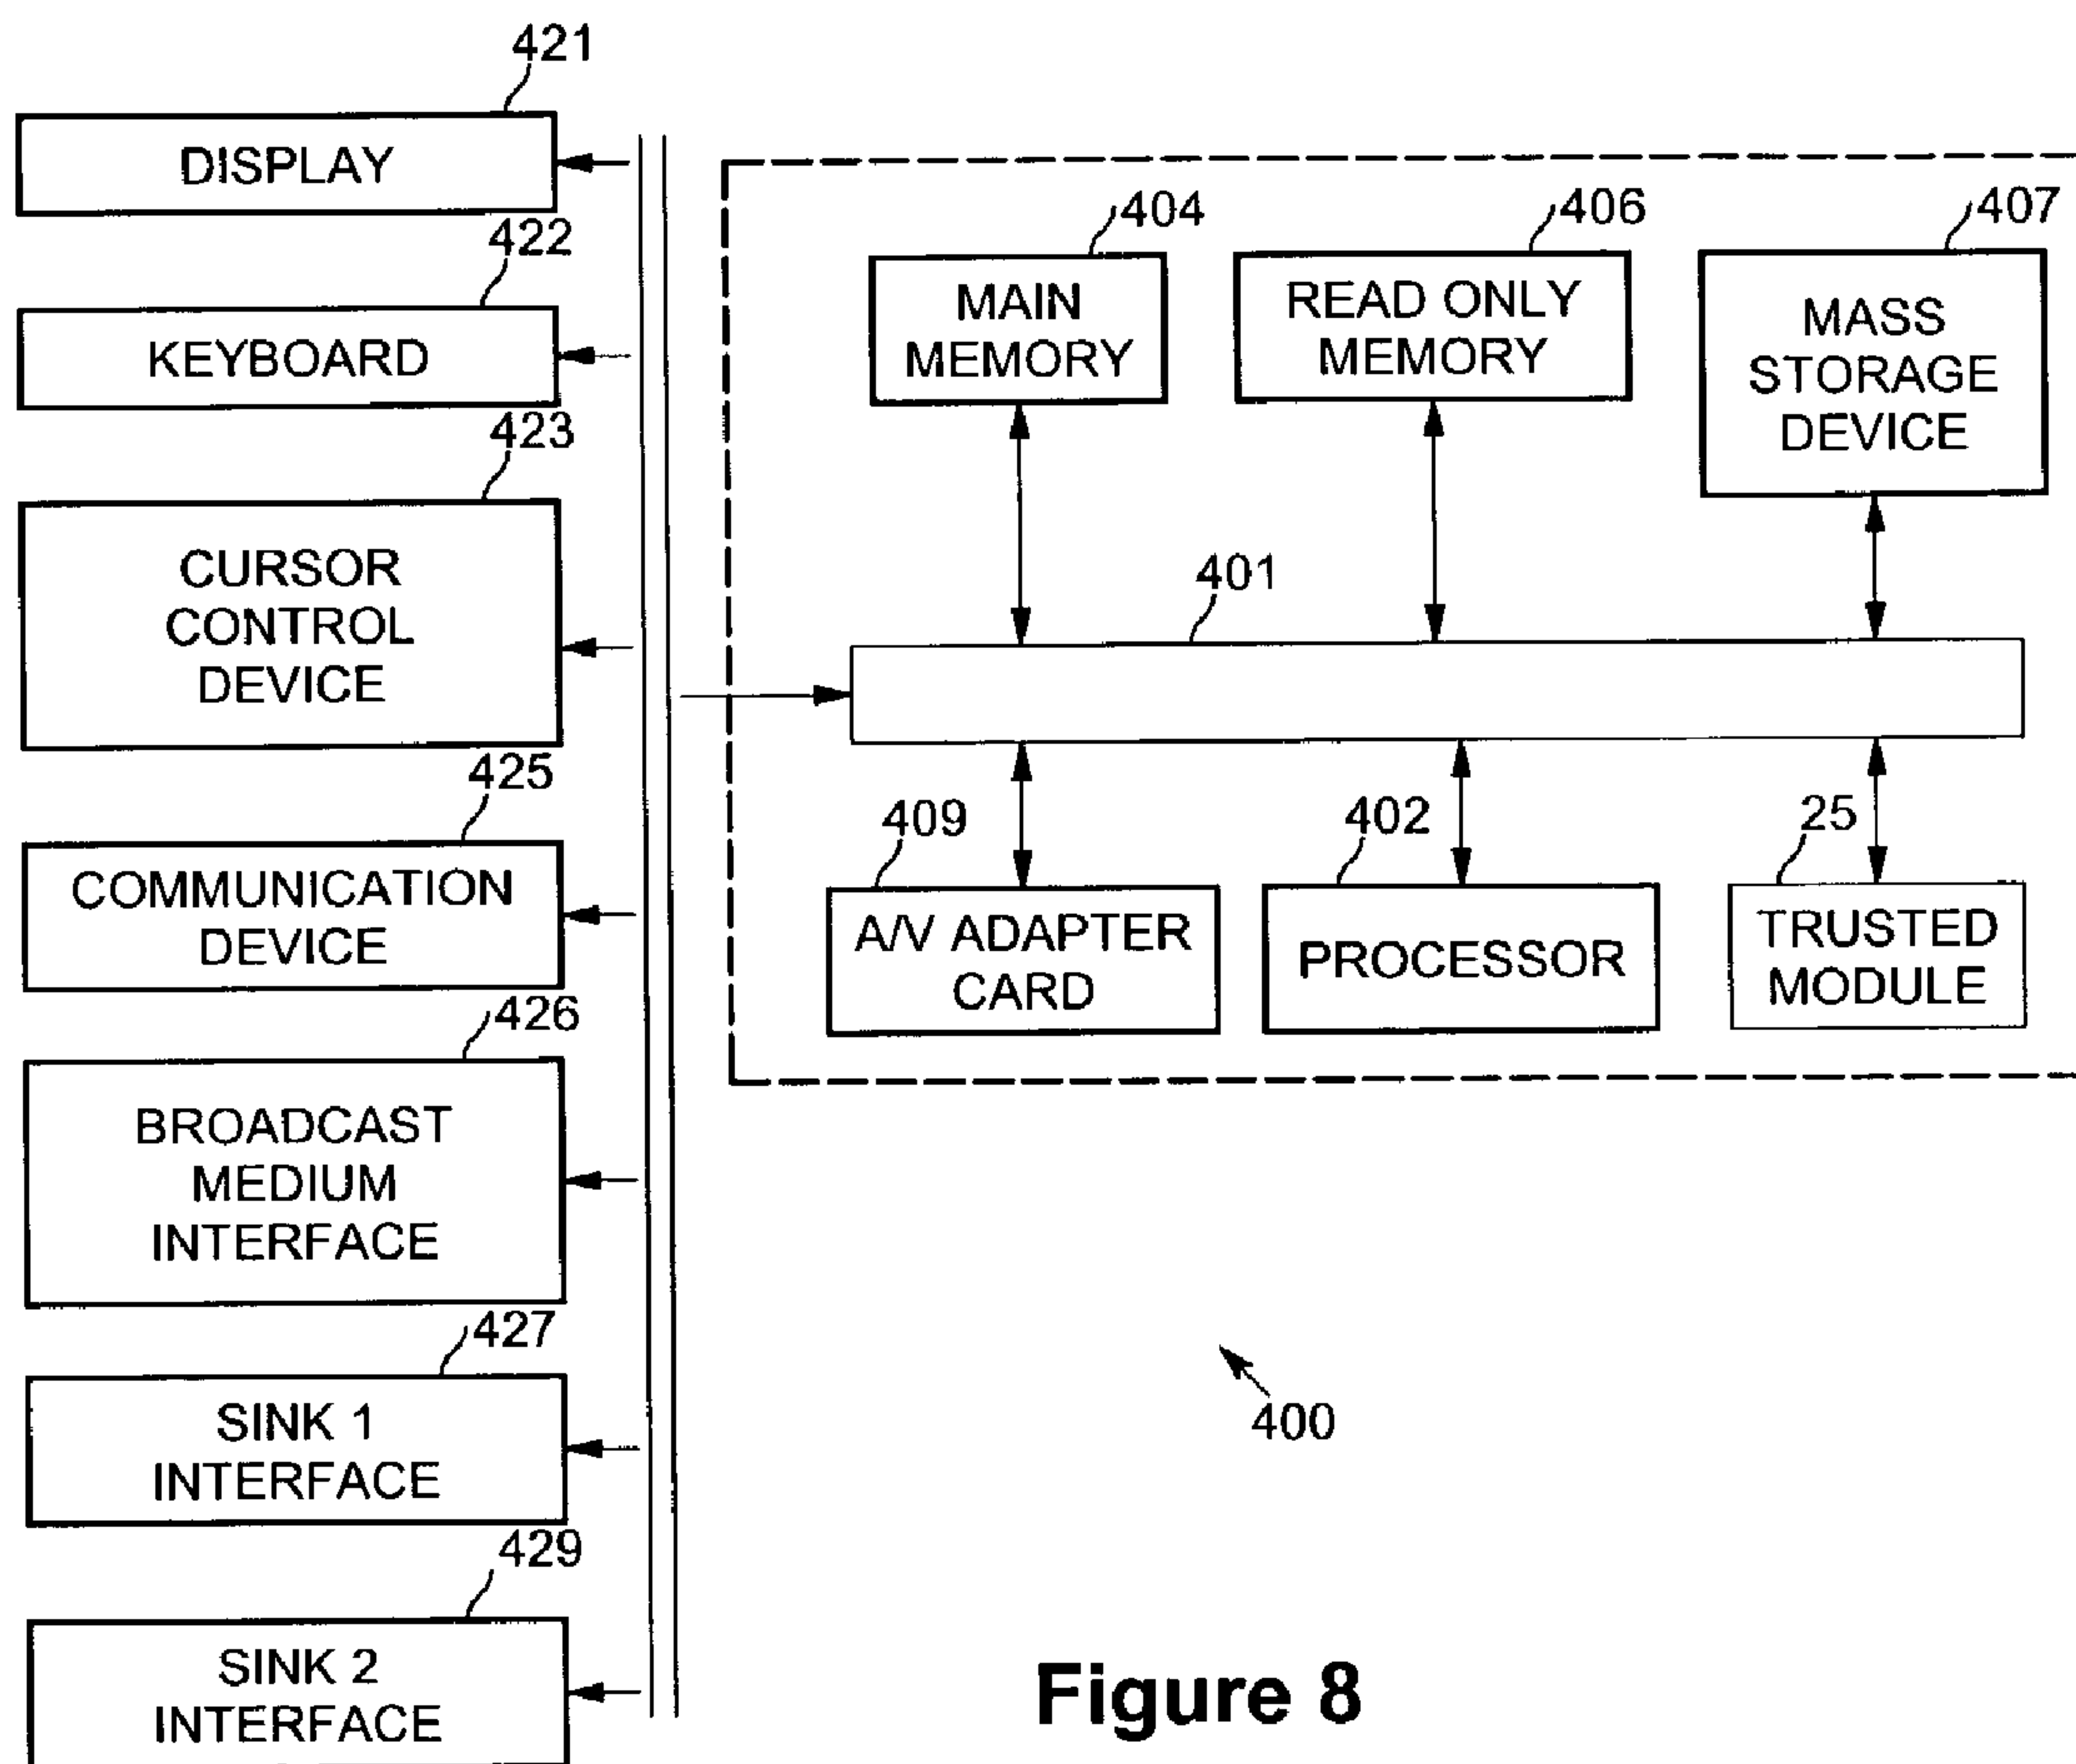 421
DISPLAY
422
KEYBOARD
423
CURSOR
CONTROL
DEVICE
425
COMMUNICATION
DEVICE
426
BROADCAST
MEDIUM
INTERFACE
427
SINK 1
INTERFACE
429
SINK 2
INTERFACE
404
MAIN
MEMORY
406
READ ONLY
MEMORY
407
MASS
STORAGE
DEVICE
401
409
A/V ADAPTER
CARD
402
PROCESSOR
25
TRUSTED
MODULE
400
Figure 8